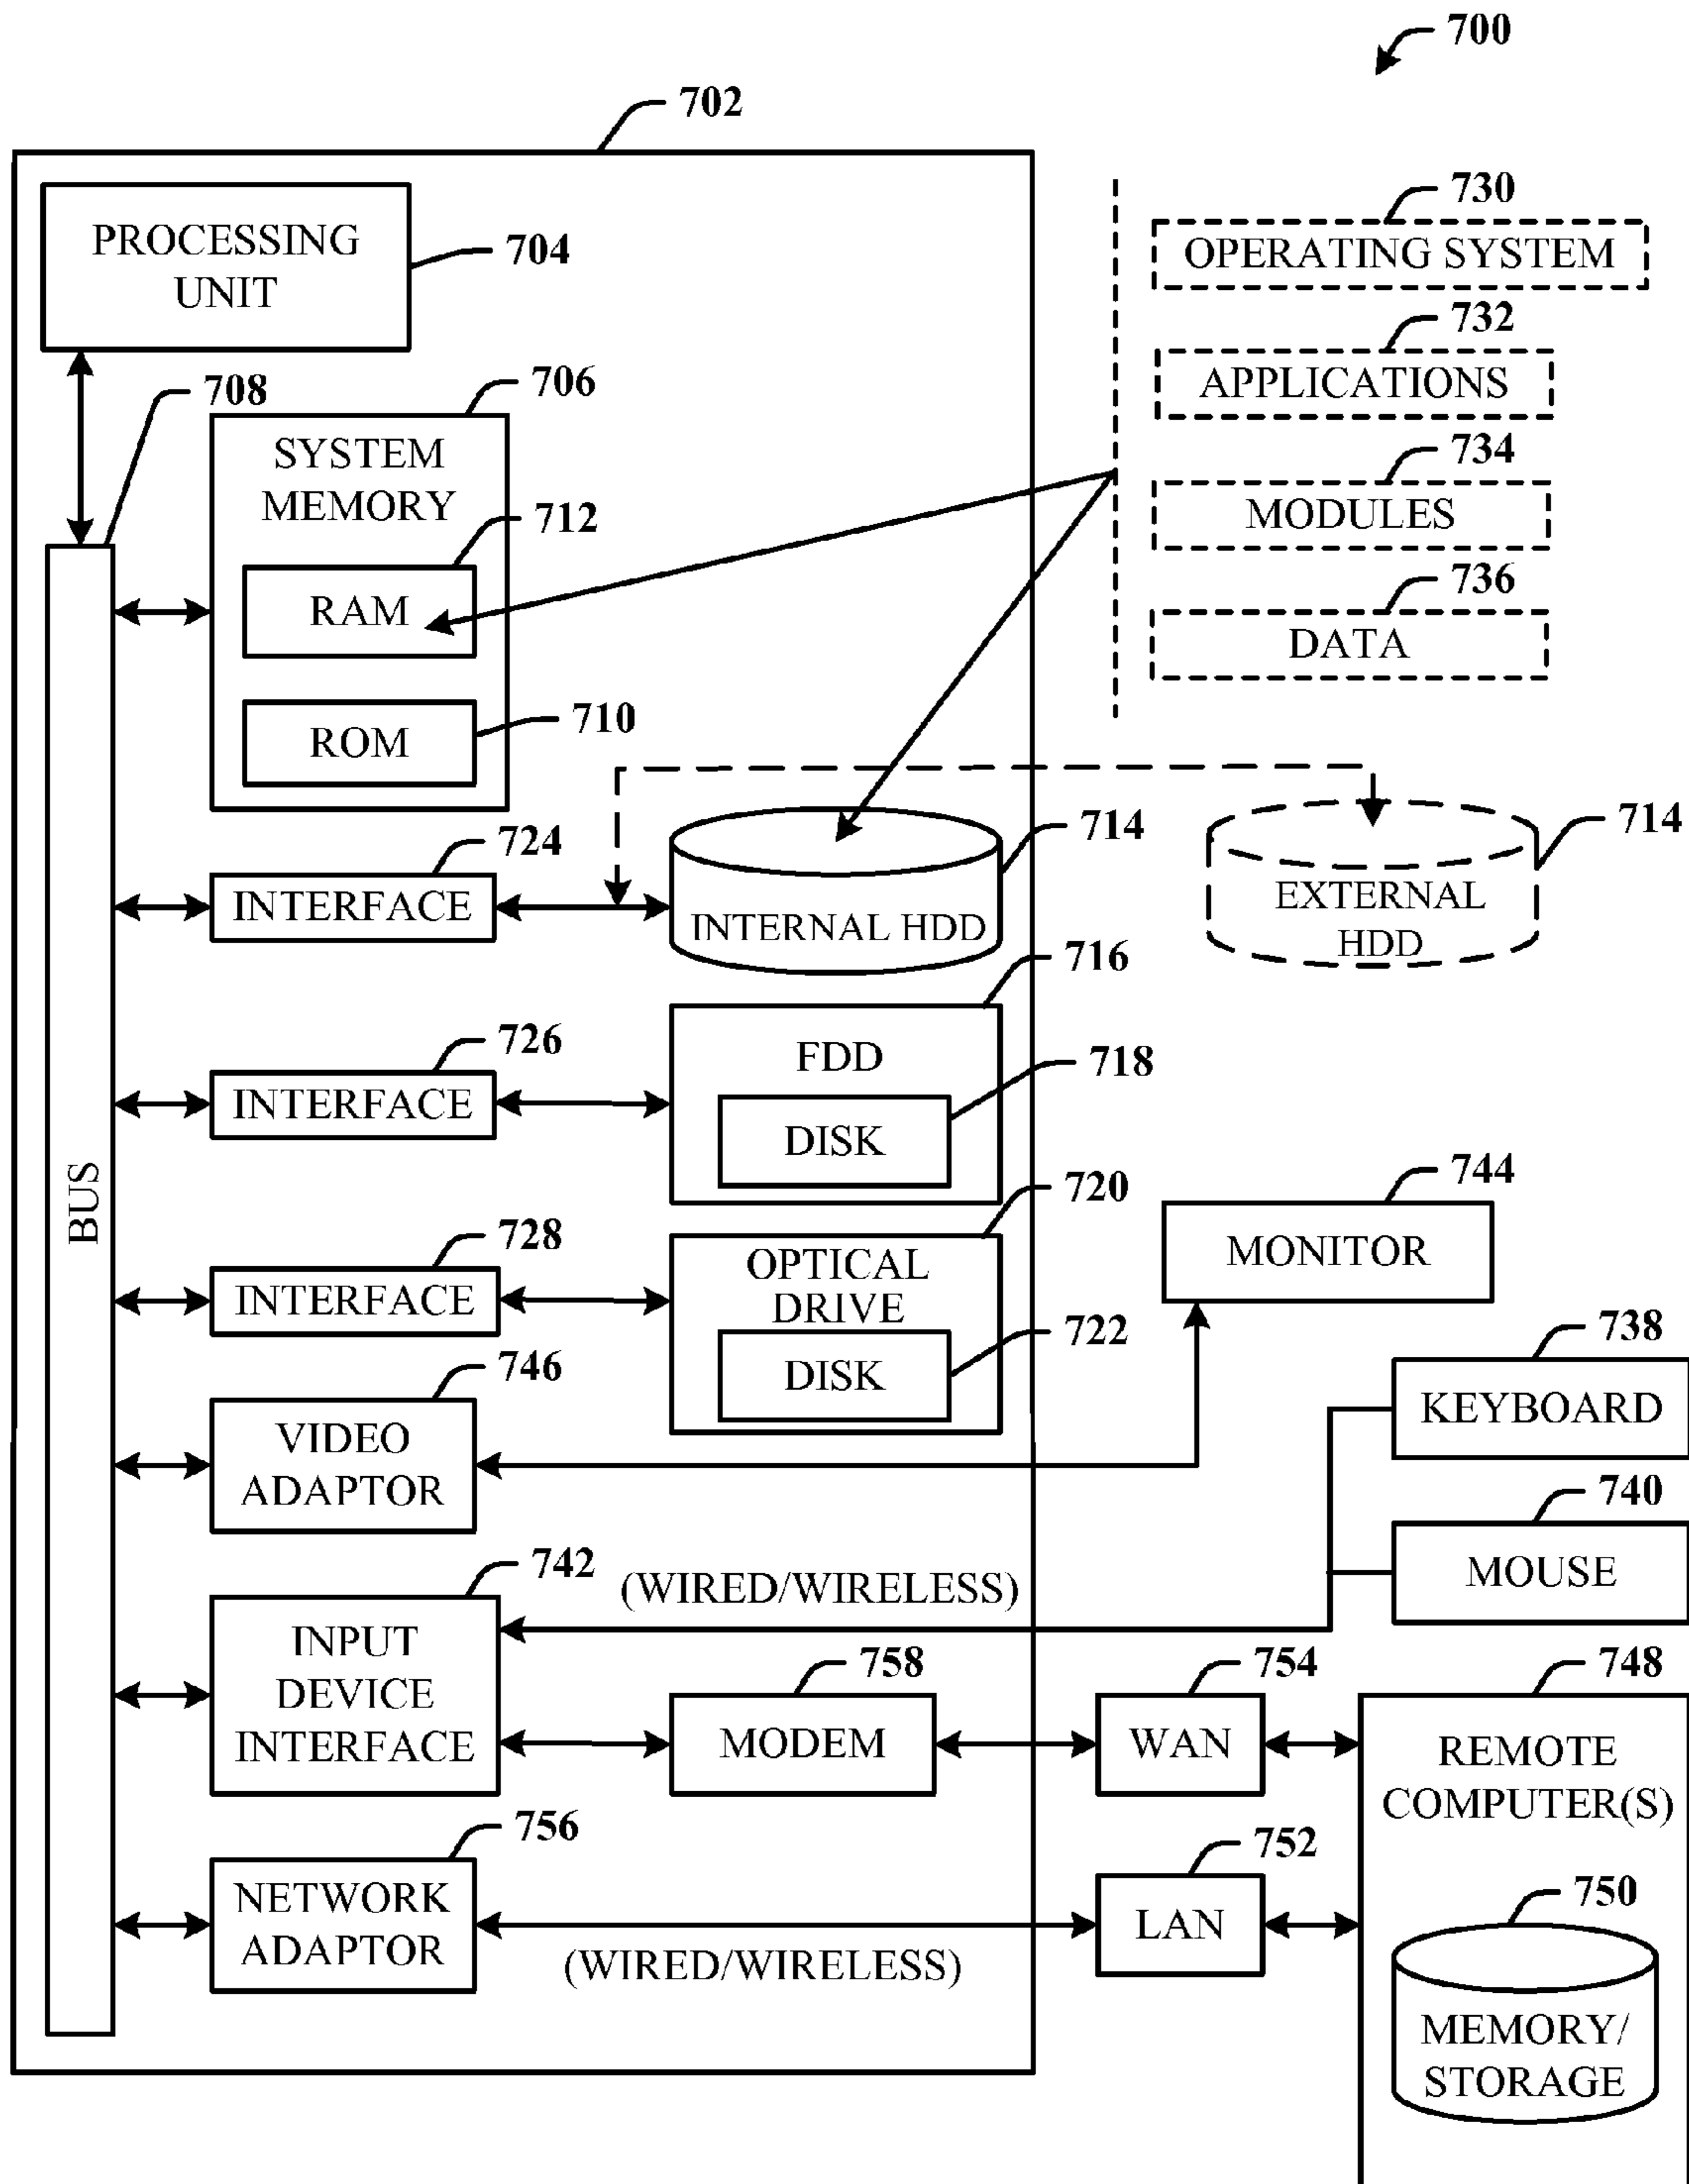 700
702
PROCESSING
UNIT
704
730
OPERATING SYSTEM
732
APPLICATIONS
734
MODULES
736
DATA
708
706
SYSTEM
MEMORY
712
RAM
710
ROM
724
INTERFACE
714
INTERNAL HDD
714
EXTERNAL
HDD
716
FDD
726
INTERFACE
718
DISK
BUS
728
INTERFACE
720
OPTICAL
DRIVE
722
DISK
744
MONITOR
746
VIDEO
ADAPTOR
738
KEYBOARD
740
MOUSE
742
INPUT
DEVICE
INTERFACE
(WIRED/WIRELESS)
758
MODEM
754
WAN
748
REMOTE
COMPUTER(S)
756
NETWORK
ADAPTOR
(WIRED/WIRELESS)
752
LAN
750
MEMORY/
STORAGE